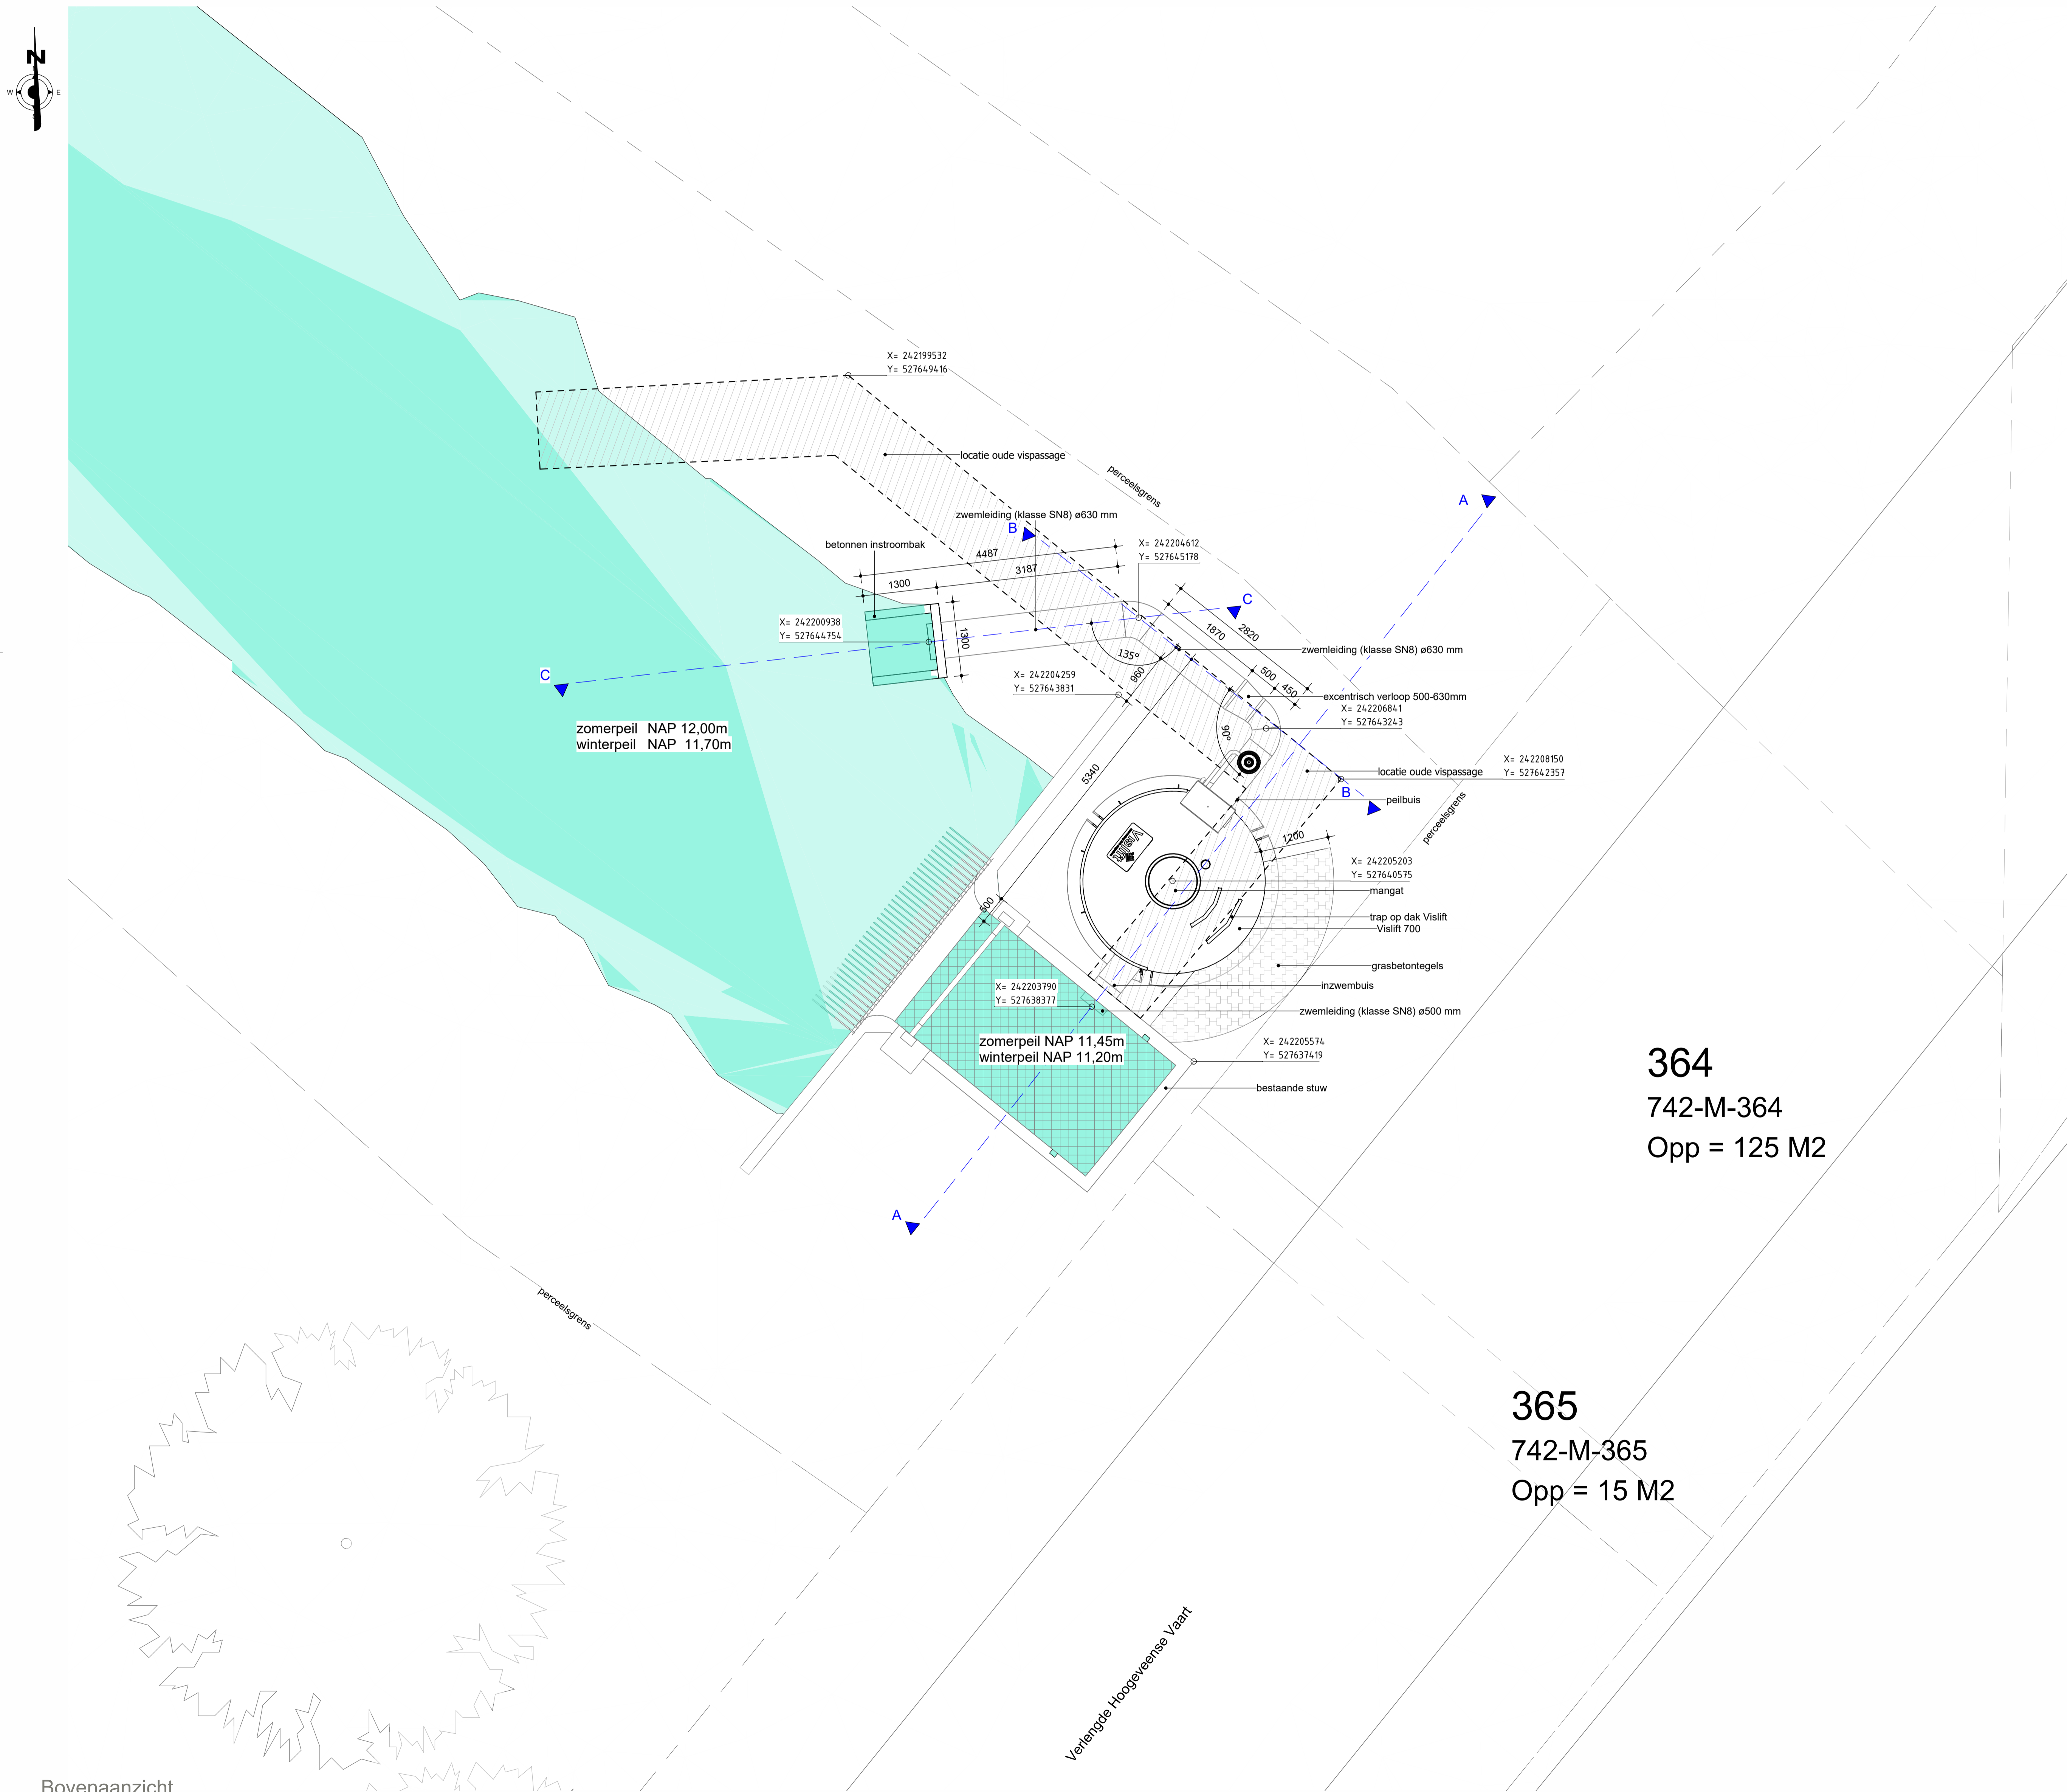 N
W
E
S
X= 242199532
Y= 527649416
locatie oude vispassage
perceelsgrens
A
zwemleiding (klasse SN8) ø630 mm
B
betonnen instroombak
4487
X= 242204612
Y= 527645178
3187
1300
C
X= 242200938
Y= 527644754
1300
1870
2820
135°
zwemleiding (klasse SN8) ø630 mm
C
960
500
450
X= 242204259
Y= 527643831
excentrisch verloop 500-630mm
X= 242206841
Y= 527643243
zomerpeil NAP 12,00m
winterpeil NAP 11,70m
90°
X= 242208150
Y= 527642357
locatie oude vispassage
5340
B
peilbuis
perceelsgrens
Vislift
1200
X= 242205203
Y= 527640575
mangat
500
trap op dak Vislift
Vislift 700
grasbetontegels
X= 242203790
Y= 527638377
inzwembuis
zwemleiding (klasse SN8) ø500 mm
zomerpeil NAP 11,45m
winterpeil NAP 11,20m
X= 242205574
Y= 527637419
bestaande stuw
364
742-M-364
Opp = 125 M2
A
perceelsgrens
365
742-M-365
Opp = 15 M2
Verlengde Hoogeveense Vaart
Bovenaanzicht